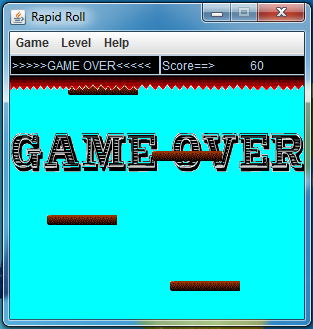 Rapid Roll
Game Level Help
>>>>>GAME OVER<<<<< Score==> 60
GAME OVER